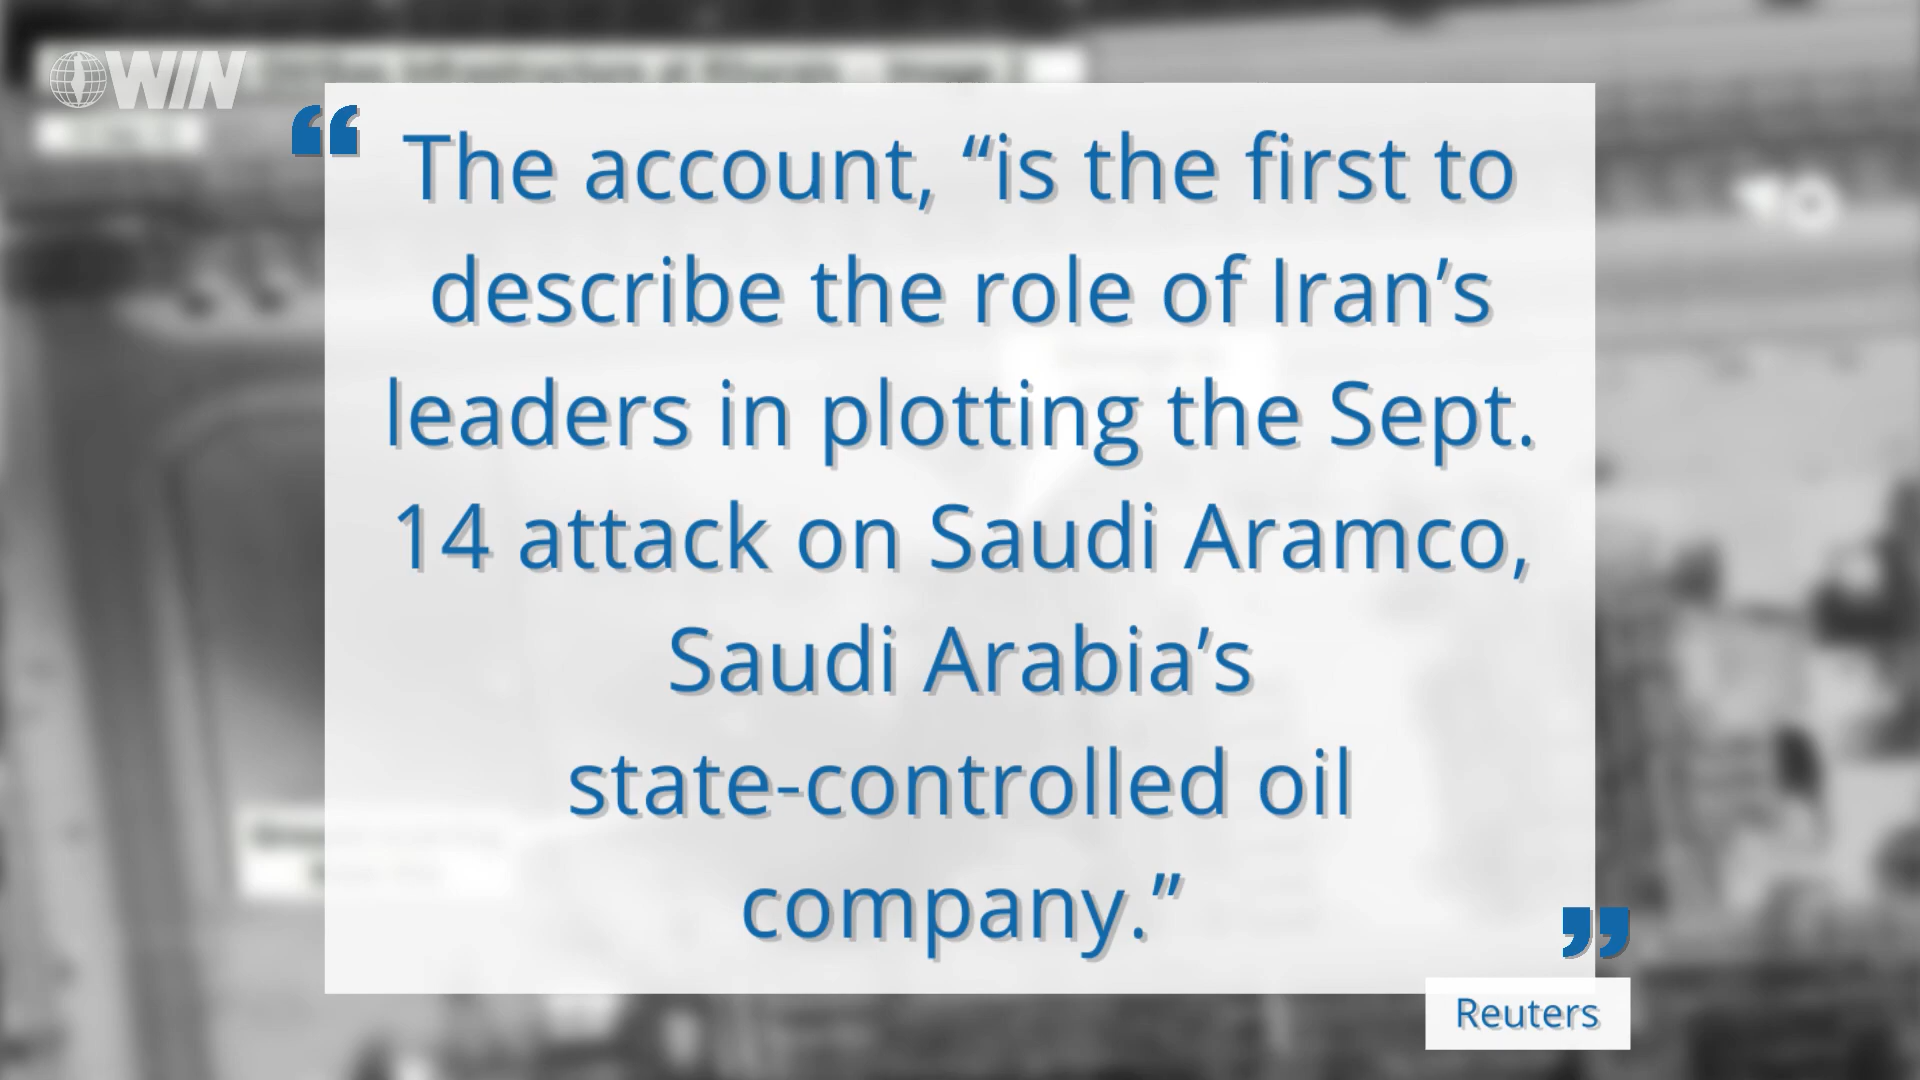 WIN
“
The account, “is the first to
describe the role of Iran’s
leaders in plotting the Sept.
14 attack on Saudi Aramco,
Saudi Arabia’s
state-controlled oil
company.”
”
Reuters